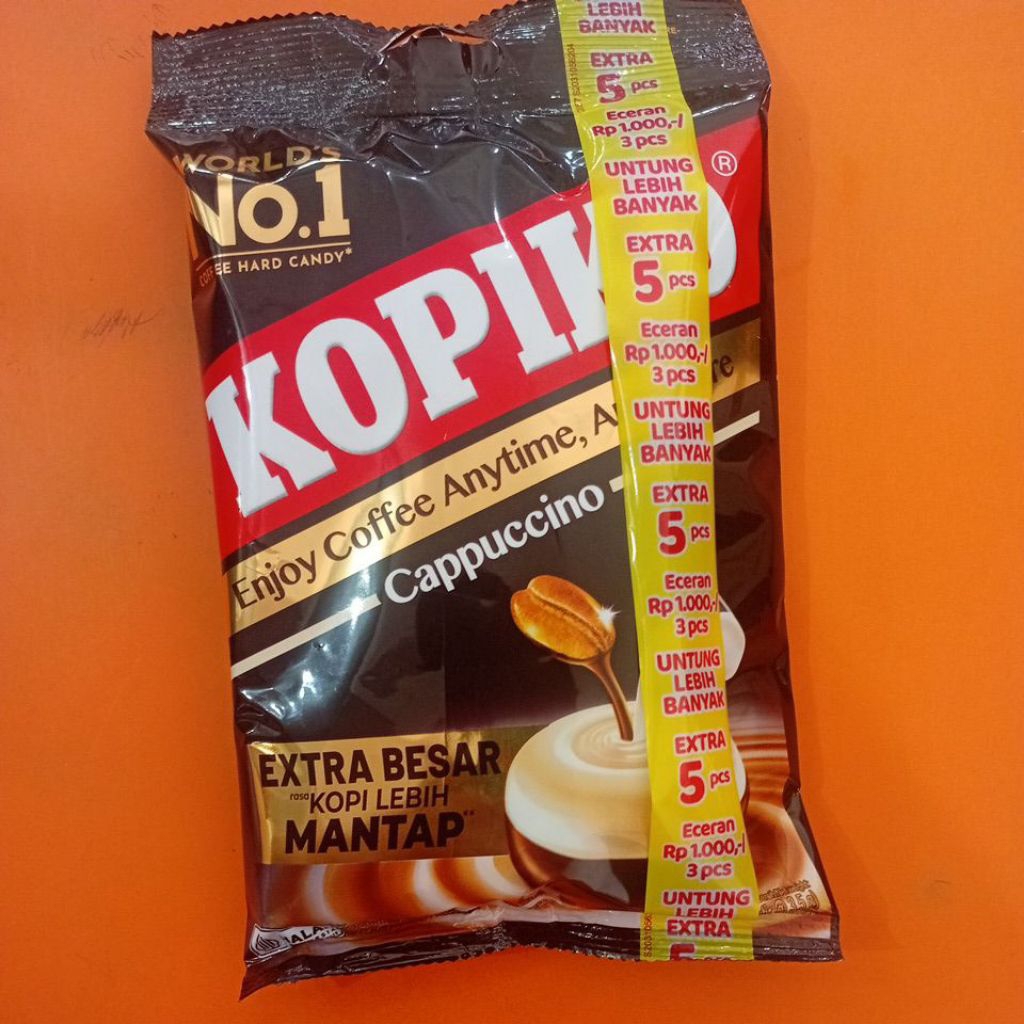 WORLD'S
No.1
COFFEE HARD CANDY*
KOPIKO
®
Enjoy Coffee Anytime,
Cappuccino
EXTRA BESAR
rasa KOPI LEBIH
MANTAP**
LEBIH
BANYAK
EXTRA
5 pcs
Eceran
Rp 1.000,-/
3 pcs
UNTUNG
LEBIH
BANYAK
EXTRA
5 pcs
Eceran
Rp 1.000,-/
3 pcs
UNTUNG
LEBIH
BANYAK
EXTRA
5 pcs
Eceran
Rp 1.000,-/
3 pcs
UNTUNG
LEBIH
BANYAK
EXTRA
5 pcs
Eceran
Rp 1.000,-/
3 pcs
UNTUNG
LEBIH
EXTRA